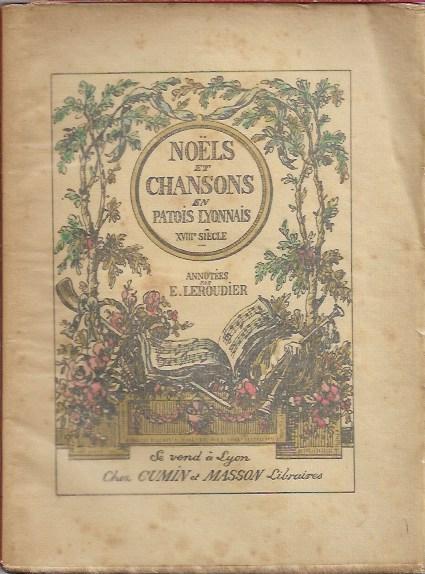 NOËLS
ET
CHANSONS
EN
PATOIS LYONNAIS
XVIIIᵉ SIÈCLE
ANNOTÉES
PAR
E. LEROUDIER
Se vend à Lyon
Chez CUMIN et MASSON Libraires